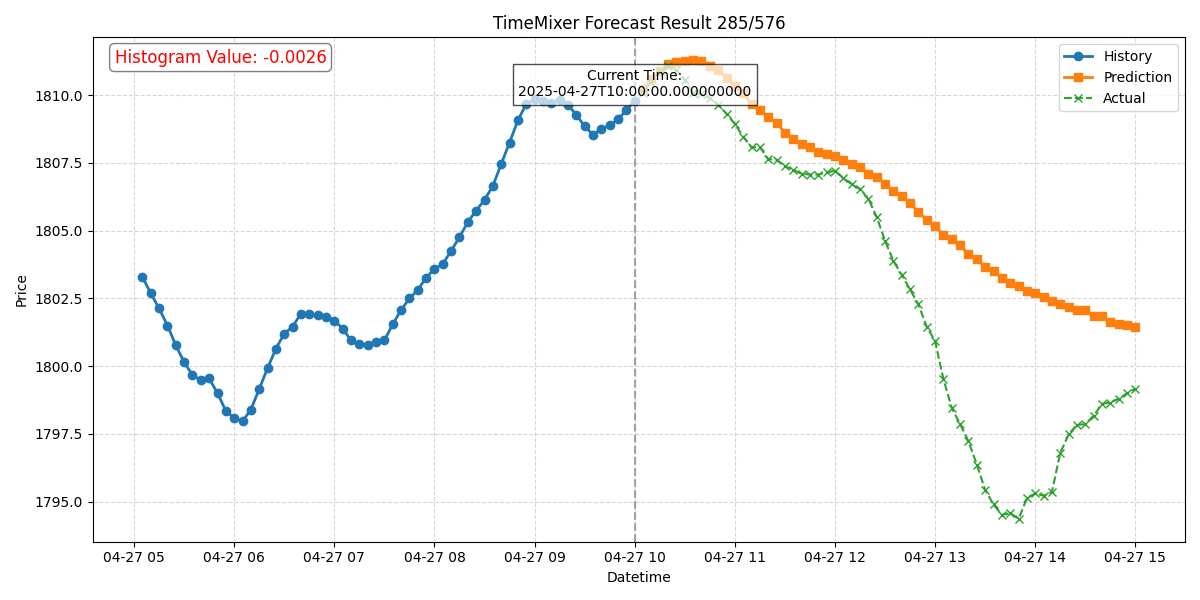 TimeMixer Forecast Result 285/576
Histogram Value: -0.0026
Current Time:
2025-04-27T10:00:00.000000000
History
Prediction
Actual
Price
1810.0
1807.5
1805.0
1802.5
1800.0
1797.5
1795.0
04-27 05
04-27 06
04-27 07
04-27 08
04-27 09
04-27 10
04-27 11
04-27 12
04-27 13
04-27 14
04-27 15
Datetime